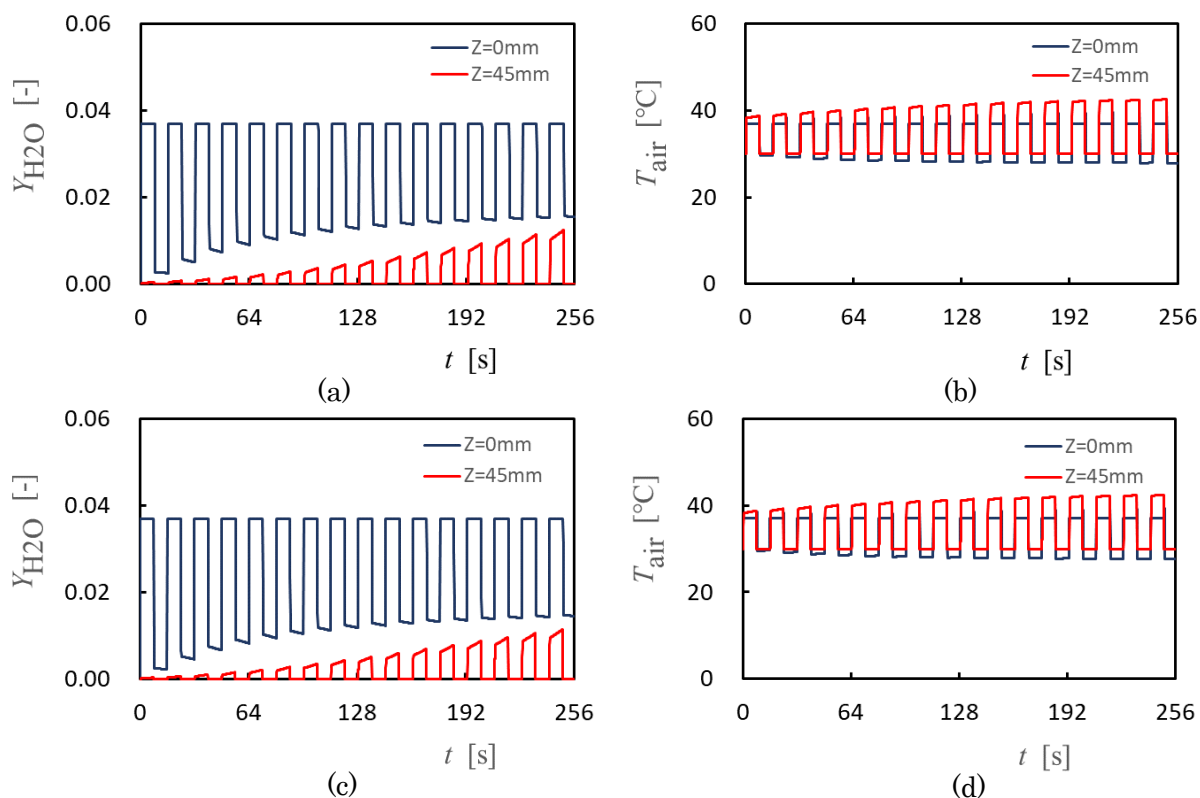 0.06
0.04
0.02
0.00
Y_H2O [-]
Z=0mm
Z=45mm
0 64 128 192 256
t [s]
(a)
60
40
20
0
T_air [°C]
Z=0mm
Z=45mm
0 64 128 192 256
t [s]
(b)
0.06
0.04
0.02
0.00
Y_H2O [-]
Z=0mm
Z=45mm
0 64 128 192 256
t [s]
(c)
60
40
20
0
T_air [°C]
Z=0mm
Z=45mm
0 64 128 192 256
t [s]
(d)